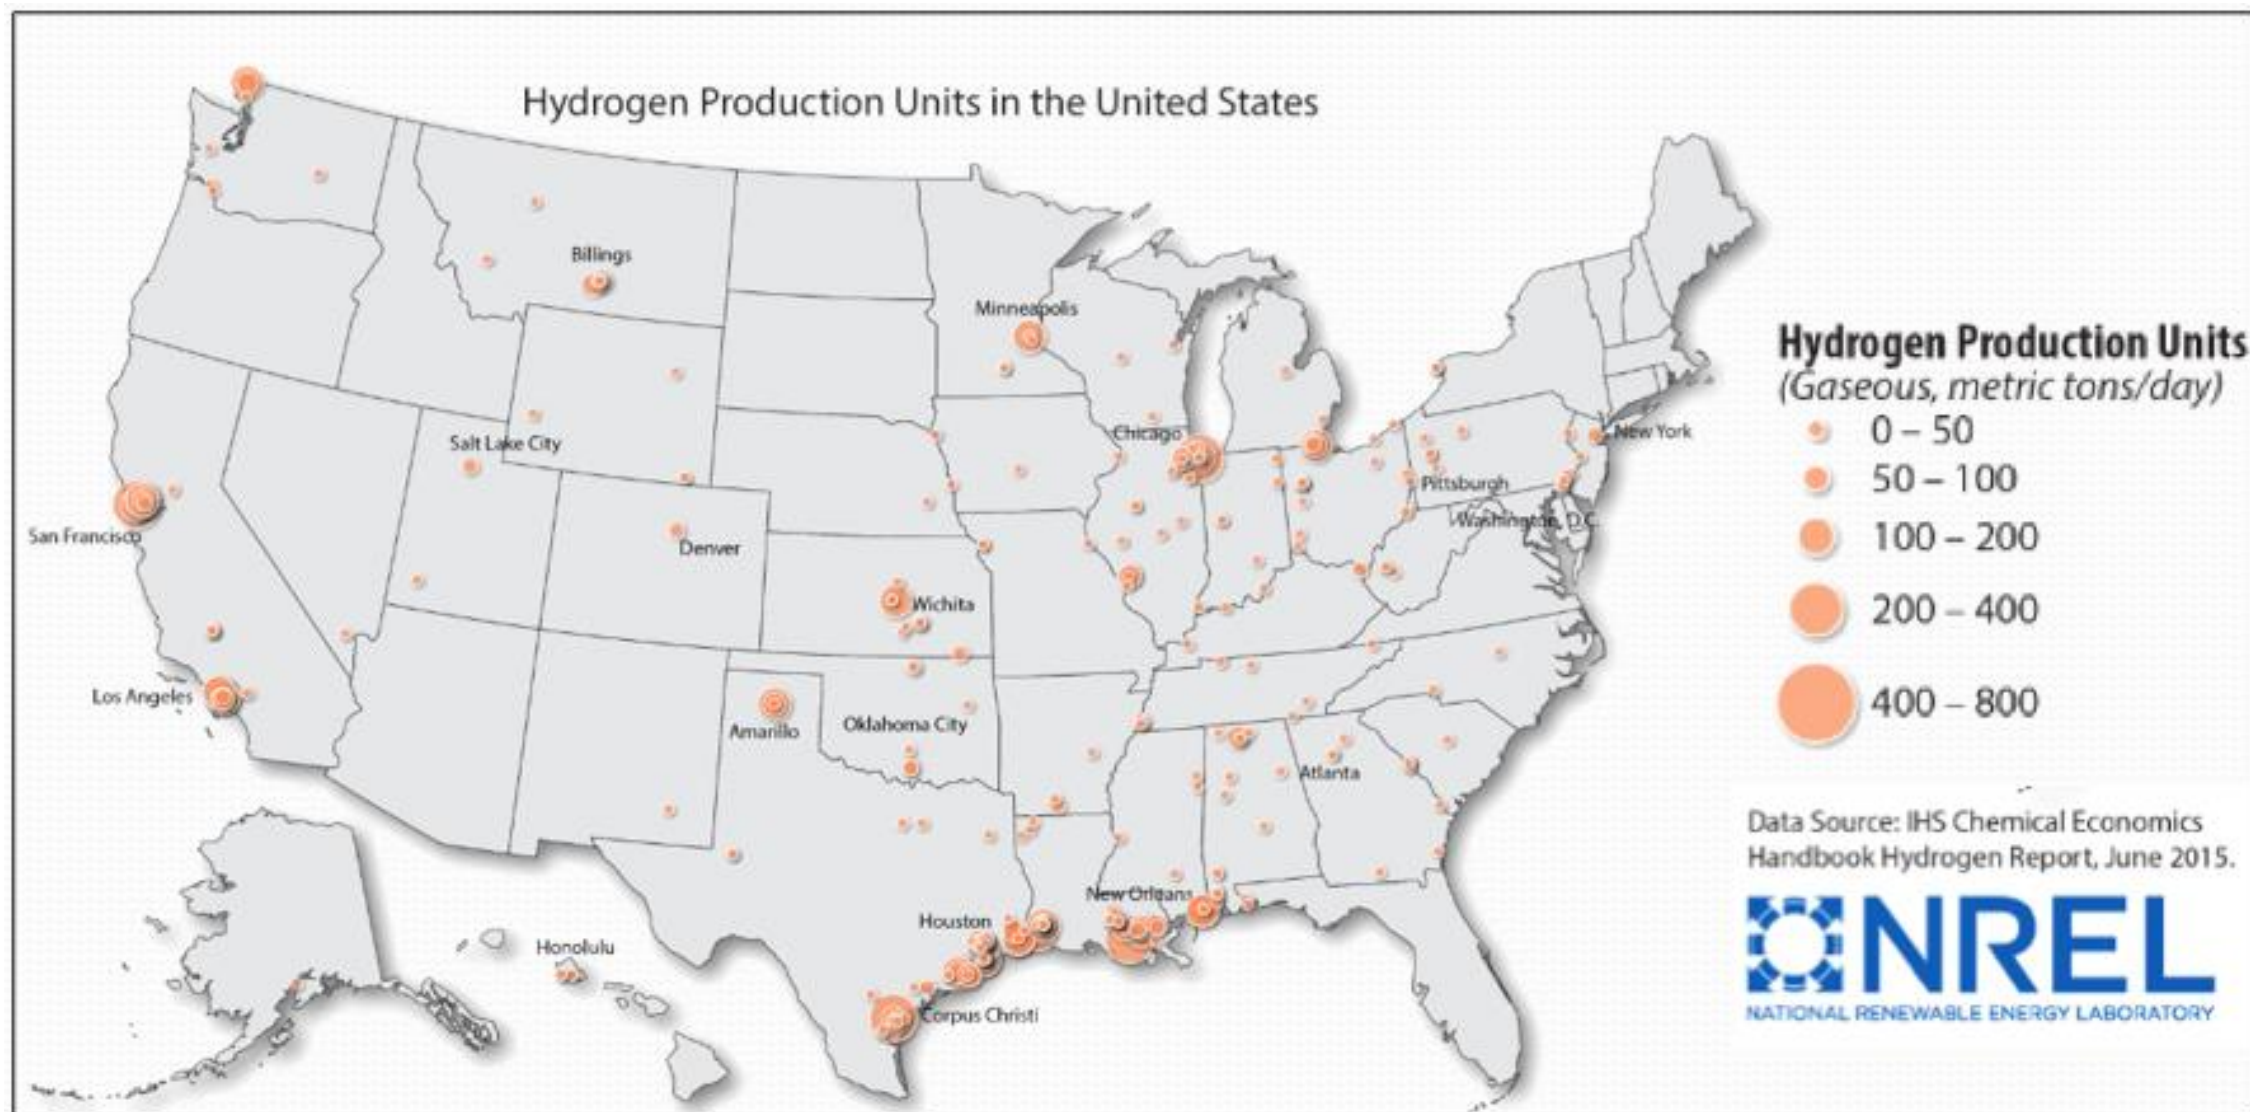 Hydrogen Production Units in the United States
Billings
Minneapolis
Chicago
New York
Salt Lake City
Pittsburgh
Washington, D.C.
San Francisco
Denver
Wichita
Los Angeles
Amarillo
Oklahoma City
Atlanta
New Orleans
Houston
Honolulu
Corpus Christi
Hydrogen Production Units
(Gaseous, metric tons/day)
0 – 50
50 – 100
100 – 200
200 – 400
400 – 800
Data Source: IHS Chemical Economics
Handbook Hydrogen Report, June 2015.
NREL
NATIONAL RENEWABLE ENERGY LABORATORY